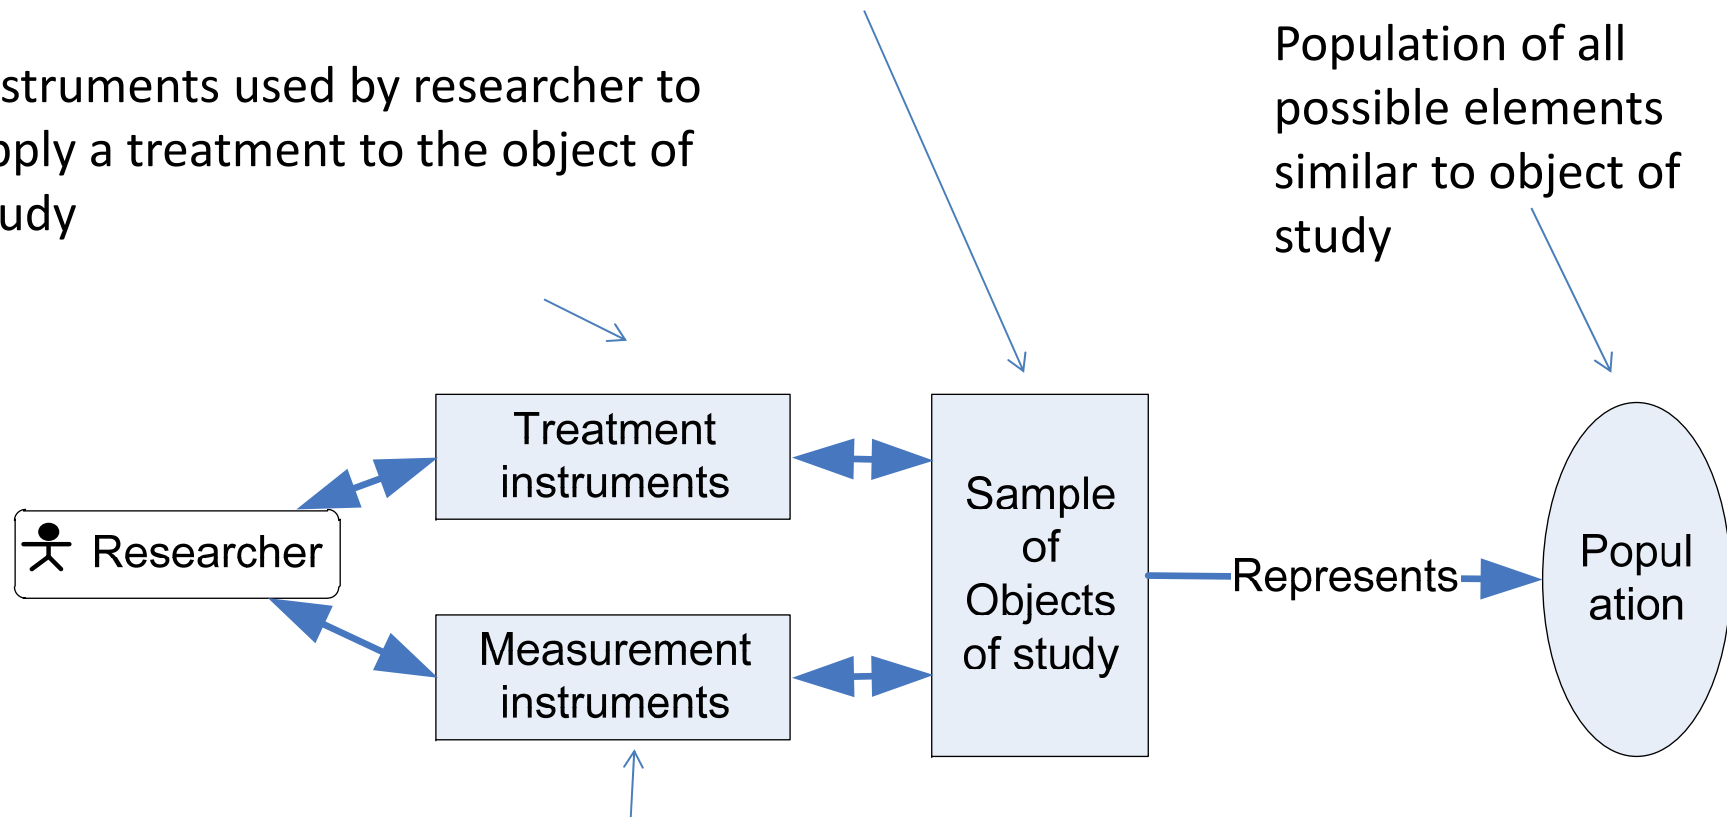 struments used by researcher to
pply a treatment to the object of
udy
Population of all
possible elements
similar to object of
study
Treatment
instruments
Researcher
Measurement
instruments
Sample
of
Objects
of study
Represents
Popul
ation